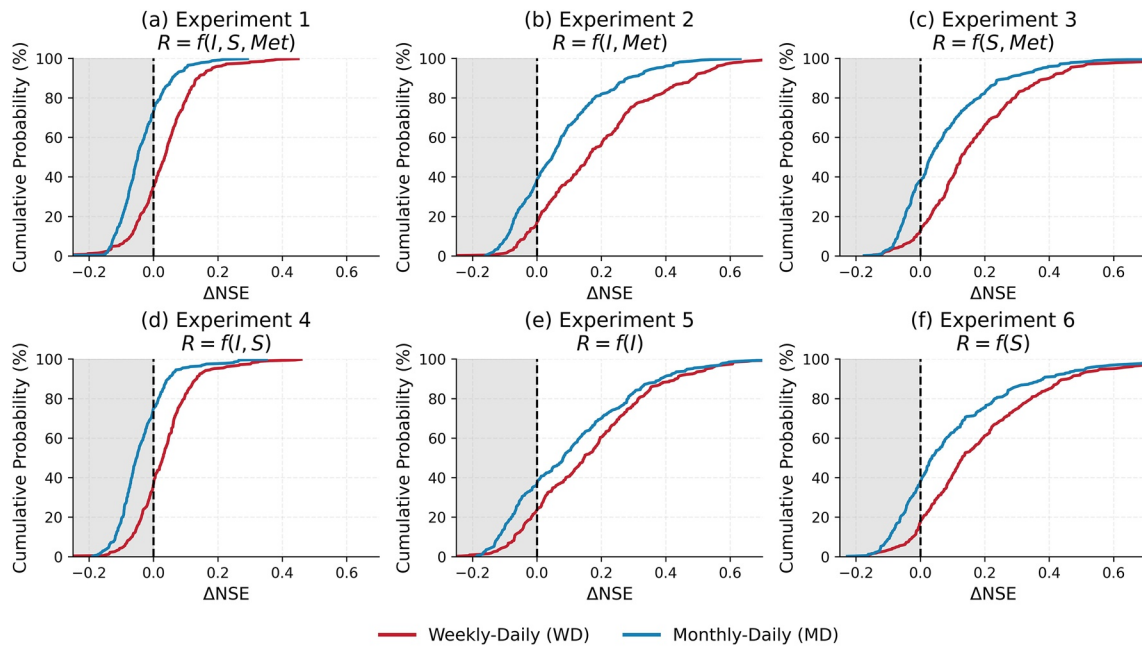 (a) Experiment 1
R = f(I, S, Met)
Cumulative Probability (%)
100
80
60
40
20
0
−0.2 0.0 0.2 0.4 0.6
ΔNSE
(b) Experiment 2
R = f(I, Met)
Cumulative Probability (%)
100
80
60
40
20
0
−0.2 0.0 0.2 0.4 0.6
ΔNSE
(c) Experiment 3
R = f(S, Met)
Cumulative Probability (%)
100
80
60
40
20
0
−0.2 0.0 0.2 0.4 0.6
ΔNSE
(d) Experiment 4
R = f(I, S)
Cumulative Probability (%)
100
80
60
40
20
0
−0.2 0.0 0.2 0.4 0.6
ΔNSE
(e) Experiment 5
R = f(I)
Cumulative Probability (%)
100
80
60
40
20
0
−0.2 0.0 0.2 0.4 0.6
ΔNSE
(f) Experiment 6
R = f(S)
Cumulative Probability (%)
100
80
60
40
20
0
−0.2 0.0 0.2 0.4 0.6
ΔNSE
Weekly-Daily (WD) Monthly-Daily (MD)